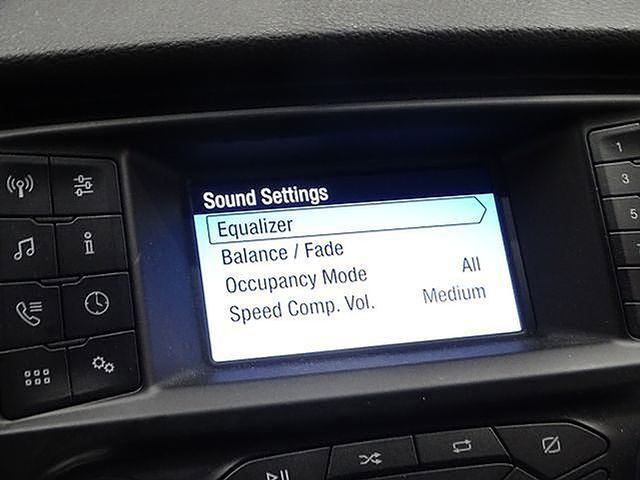 Sound Settings
Equalizer
Balance / Fade
Occupancy Mode All
Speed Comp. Vol. Medium
1
3
5